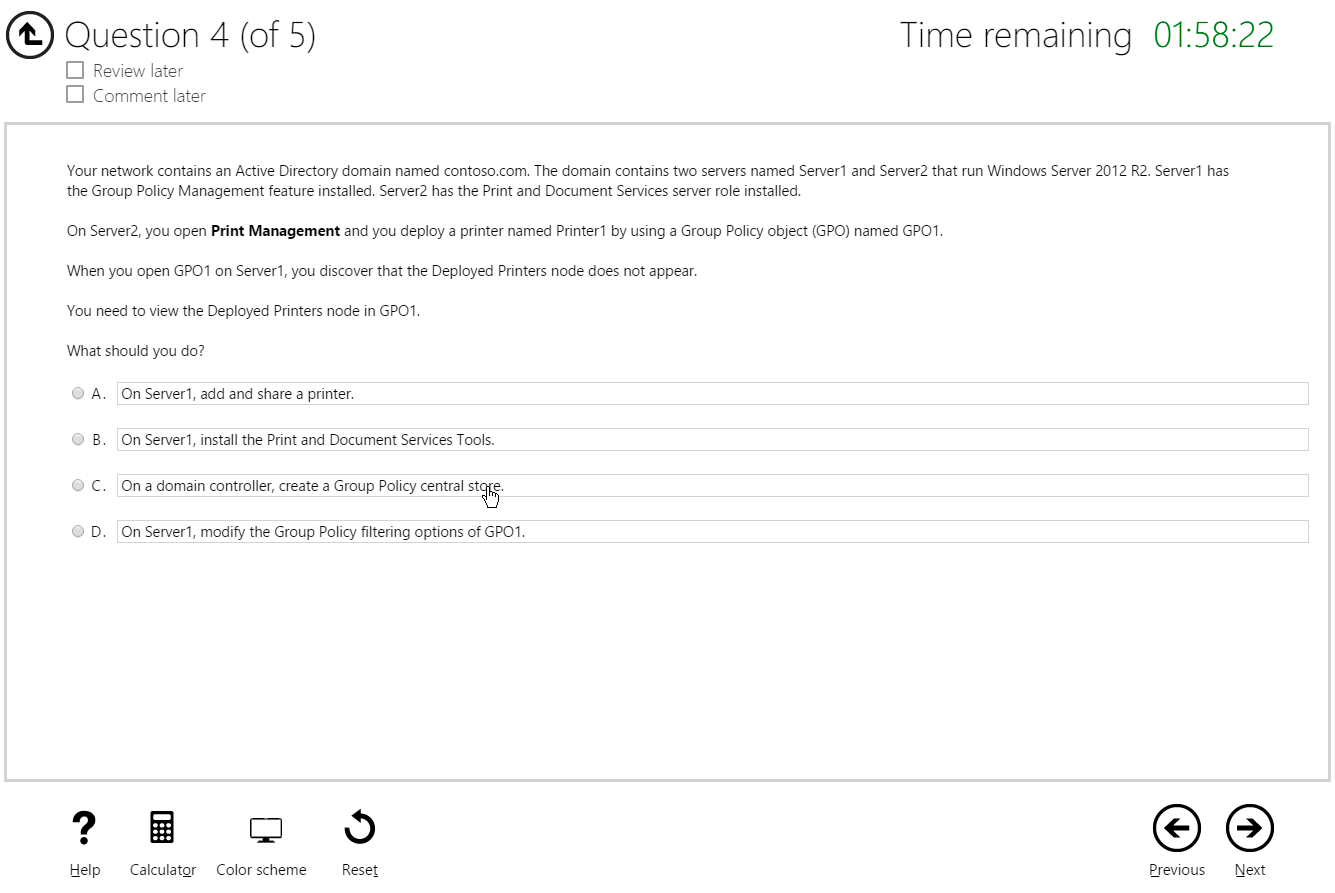 Question 4 (of 5)
Time remaining 01:58:22
Review later
Comment later
Your network contains an Active Directory domain named contoso.com. The domain contains two servers named Server1 and Server2 that run Windows Server 2012 R2. Server1 has
the Group Policy Management feature installed. Server2 has the Print and Document Services server role installed.
On Server2, you open Print Management and you deploy a printer named Printer1 by using a Group Policy object (GPO) named GPO1.
When you open GPO1 on Server1, you discover that the Deployed Printers node does not appear.
You need to view the Deployed Printers node in GPO1.
What should you do?
A. On Server1, add and share a printer.
B. On Server1, install the Print and Document Services Tools.
C. On a domain controller, create a Group Policy central store.
D. On Server1, modify the Group Policy filtering options of GPO1.
Help Calculator Color scheme Reset Previous Next